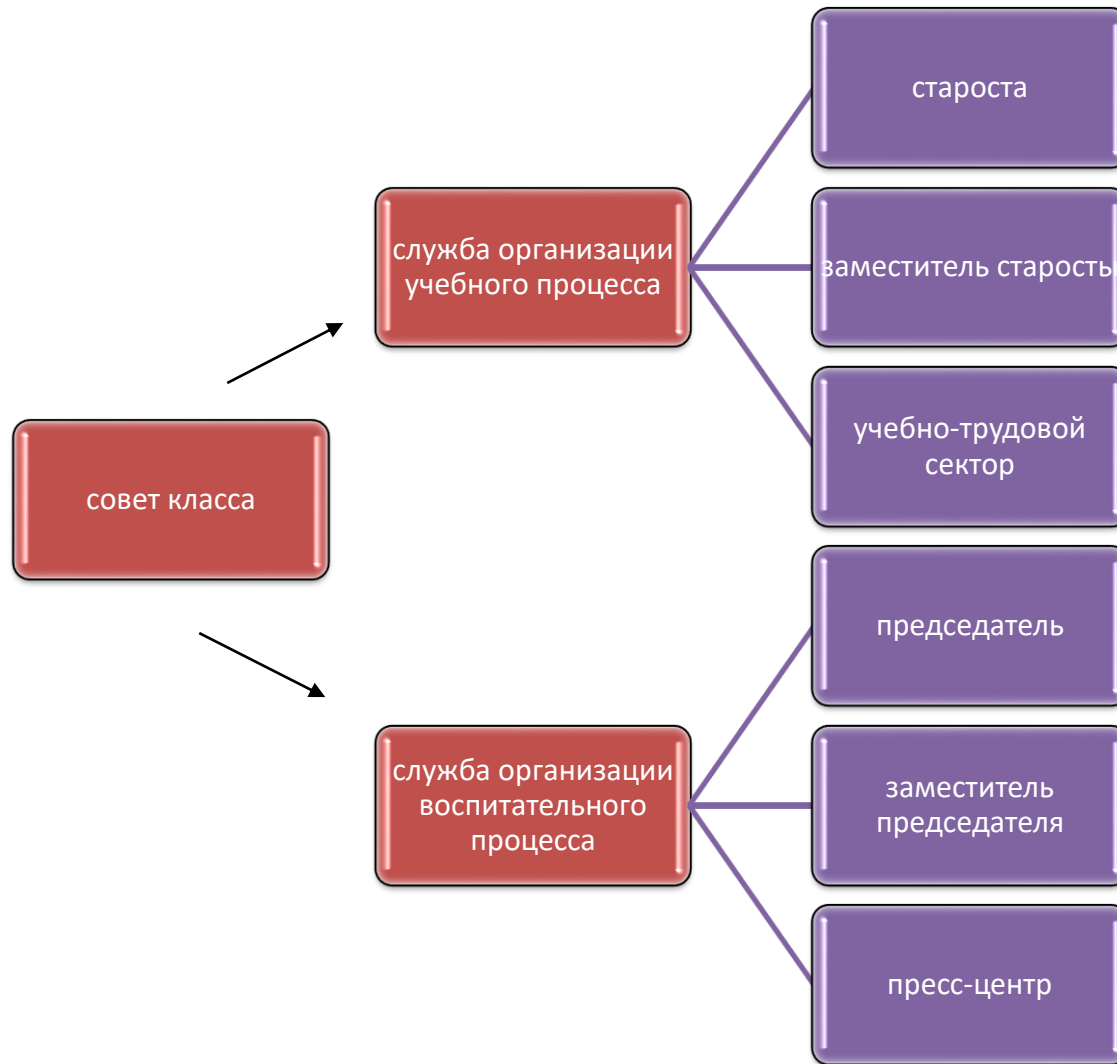 староста
служба организации
учебного процесса
заместитель старосты
учебно-трудовой
сектор
совет класса
председатель
служба организации
воспитательного
процесса
заместитель
председателя
пресс-центр